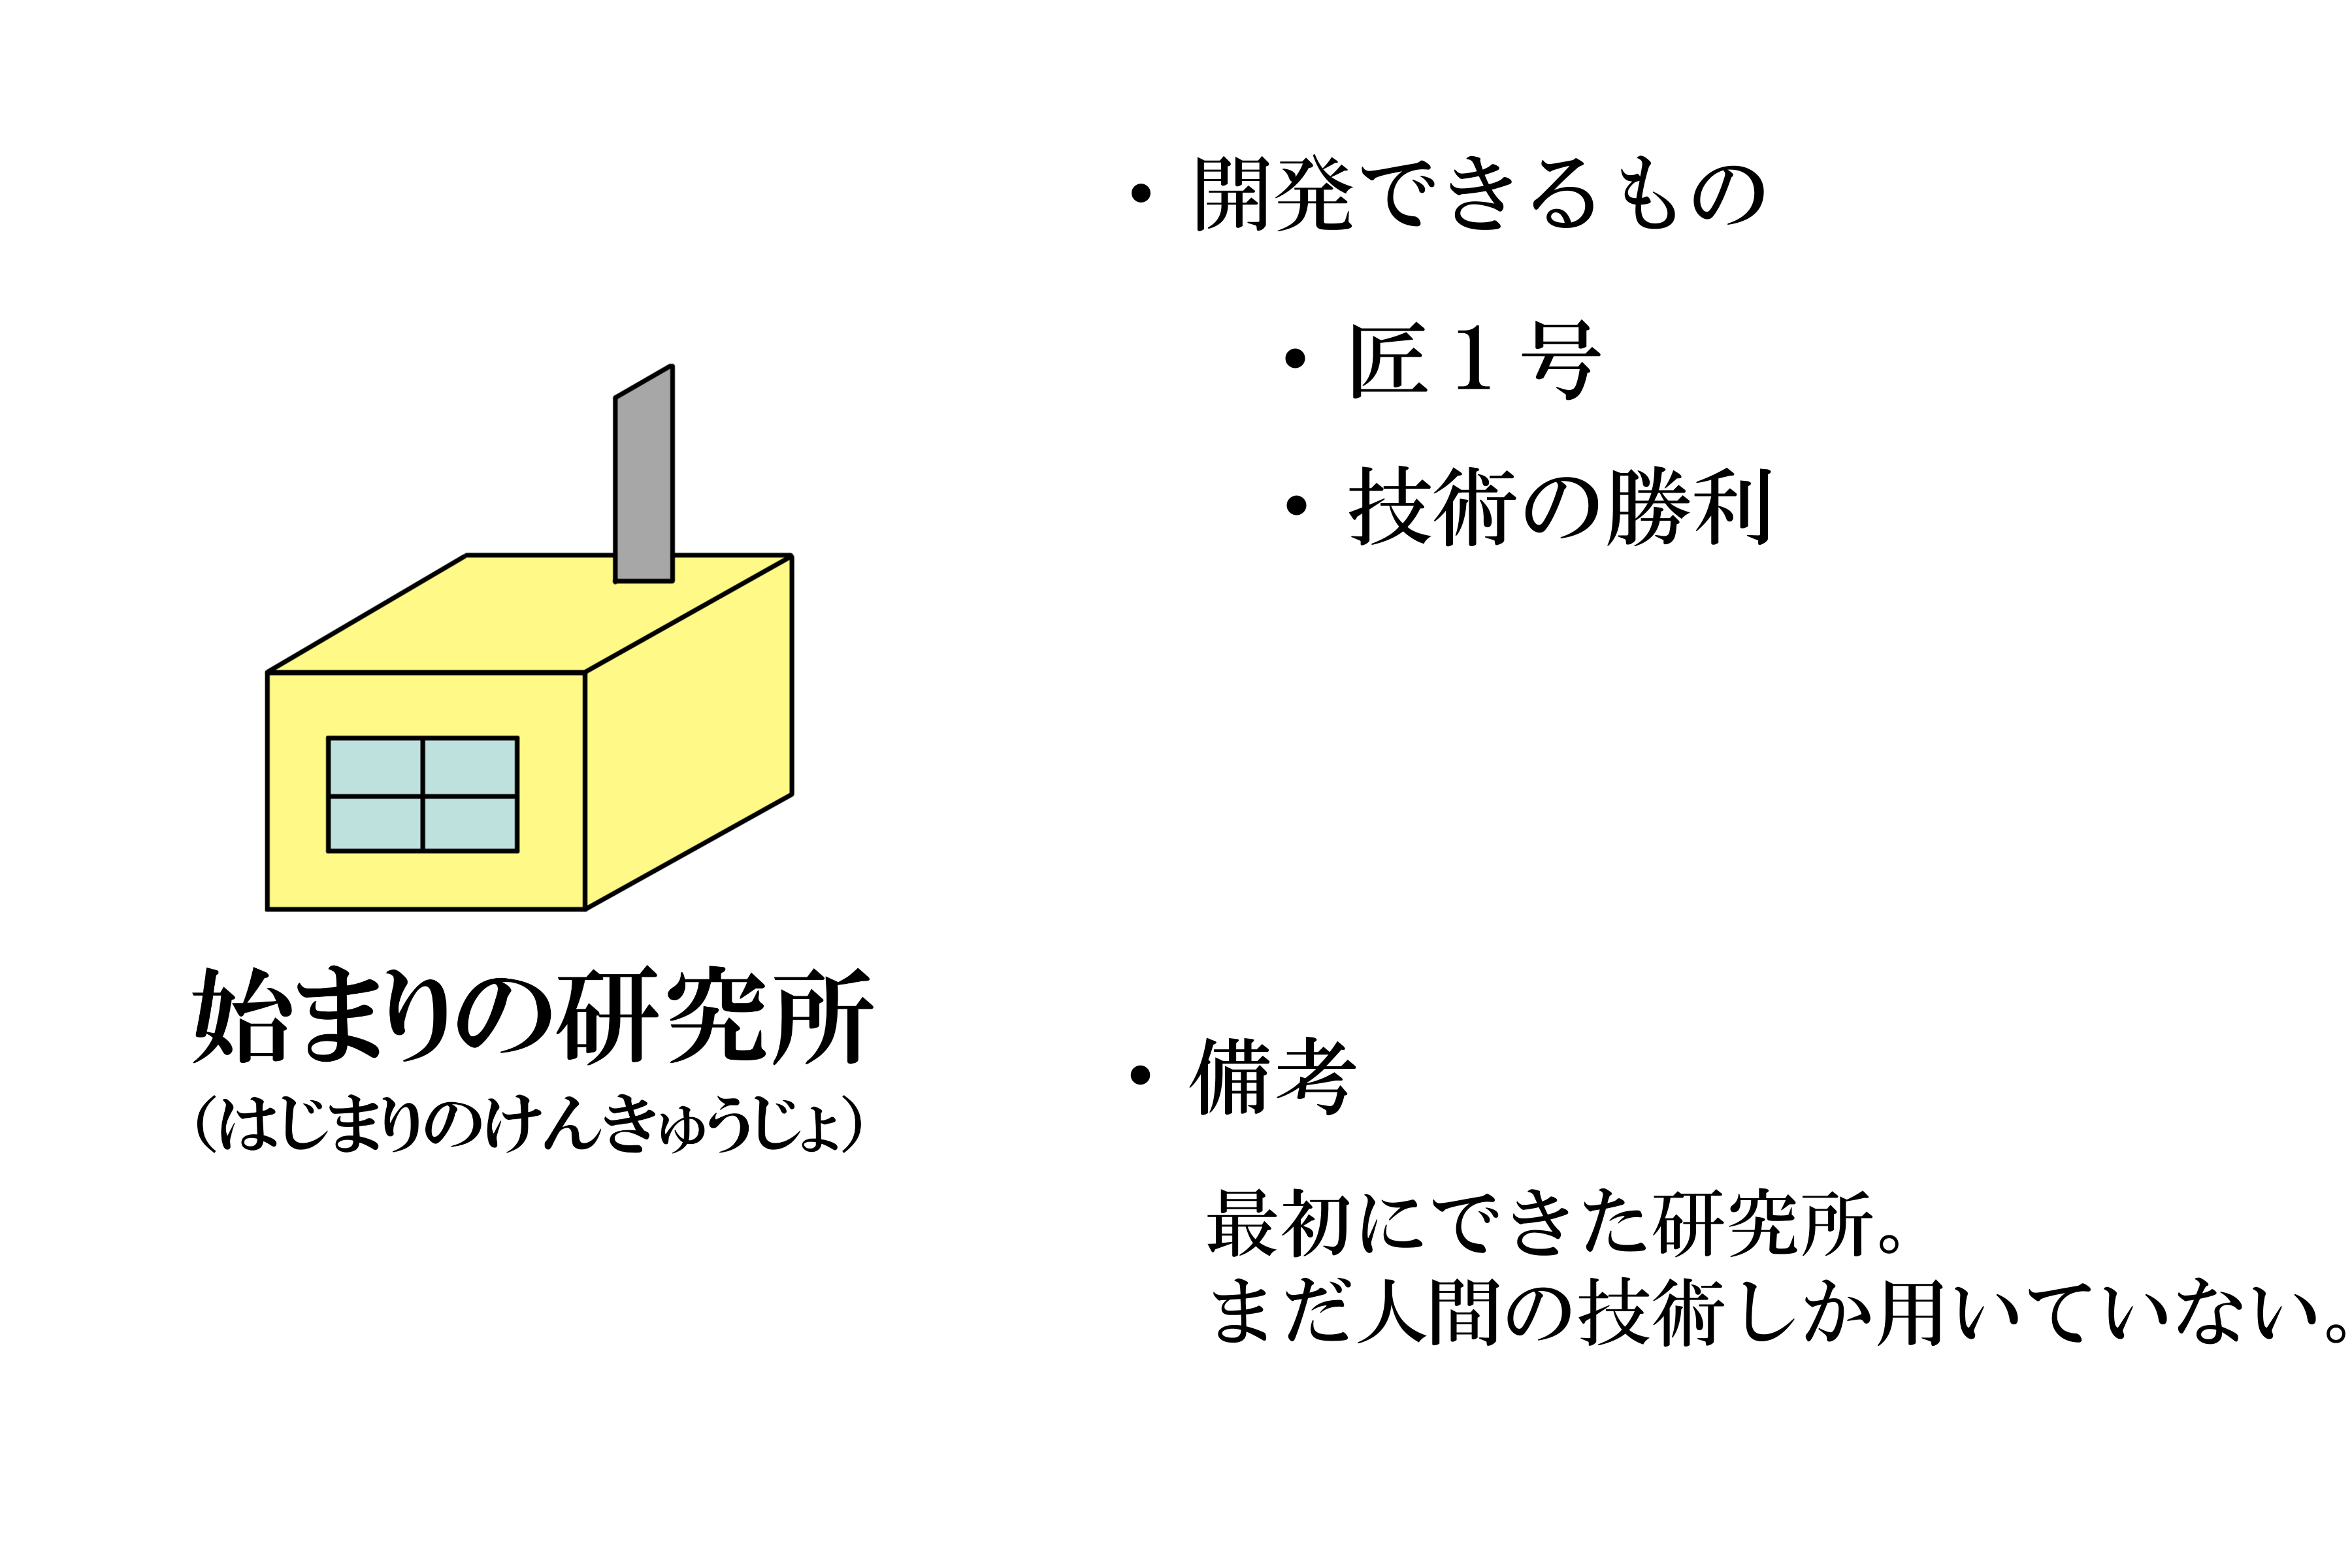 始まりの研究所
（はじまりのけんきゅうじょ）
・開発できるもの
・匠１号
・技術の勝利
・備考
最初にできた研究所。
まだ人間の技術しか用いていない。